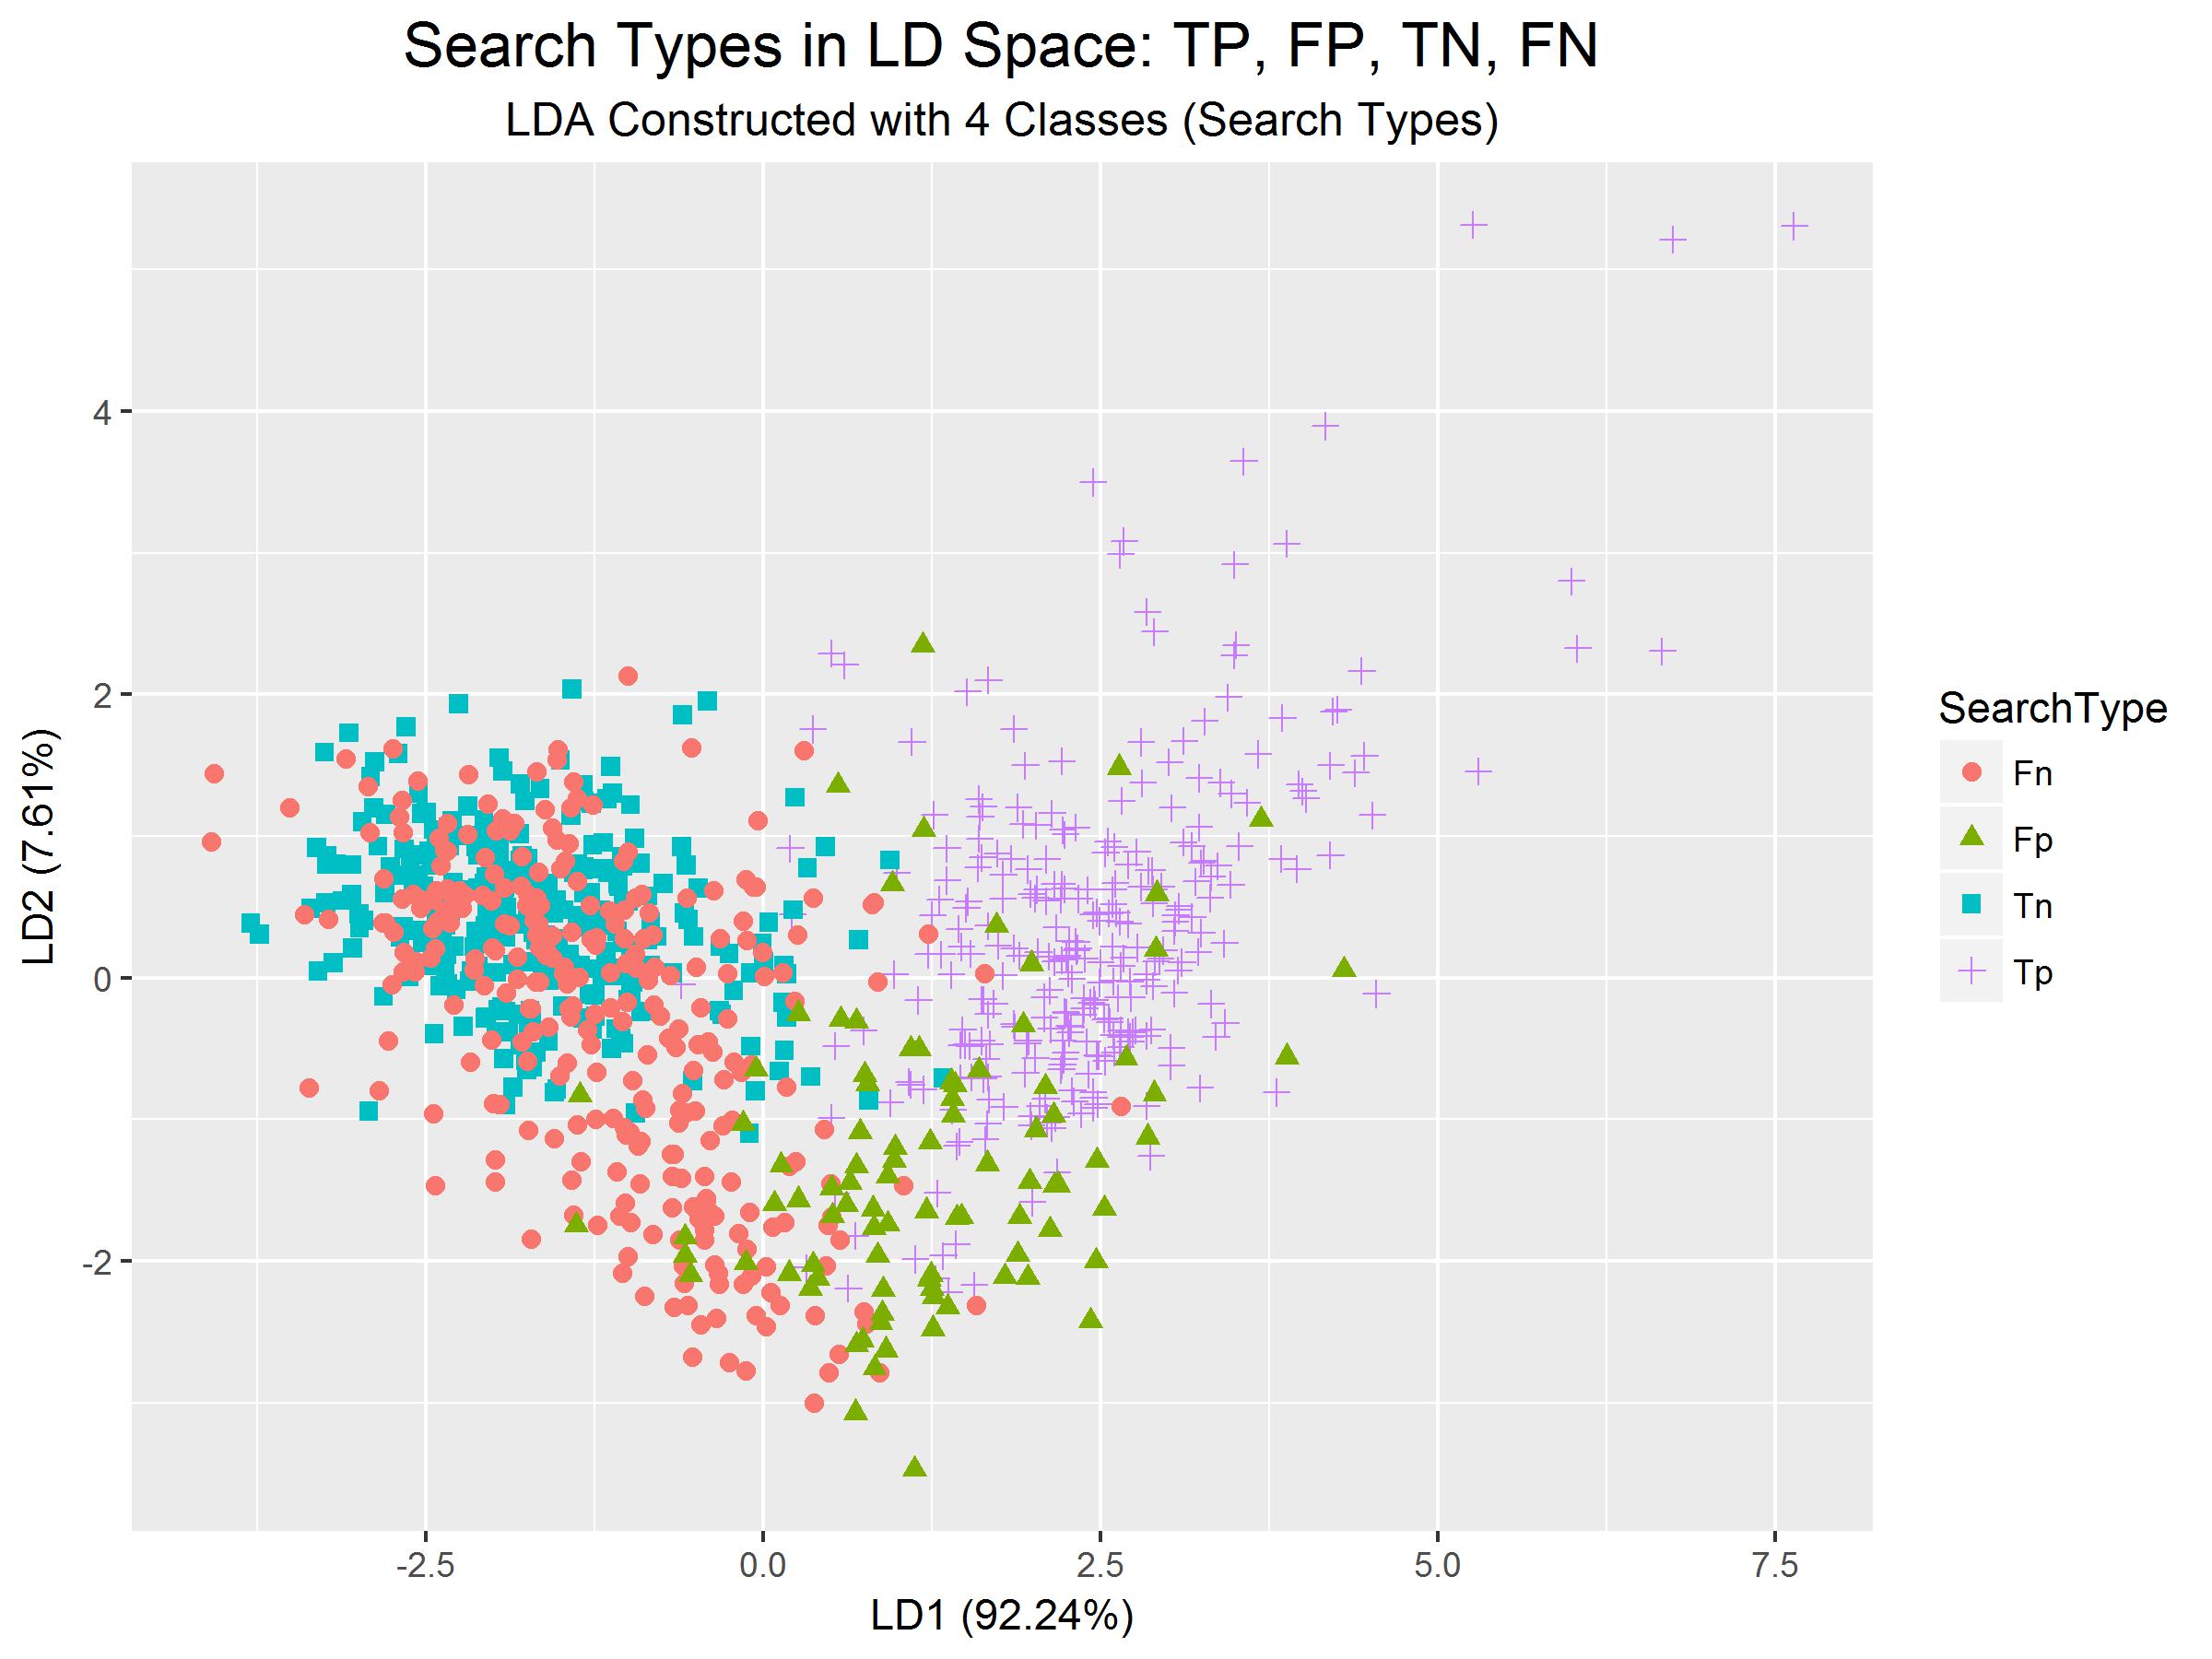 Search Types in LD Space: TP, FP, TN, FN
LDA Constructed with 4 Classes (Search Types)
LD2 (7.61%)
4
2
0
-2
-2.5
0.0
2.5
5.0
7.5
LD1 (92.24%)
SearchType
Fn
Fp
Tn
Tp